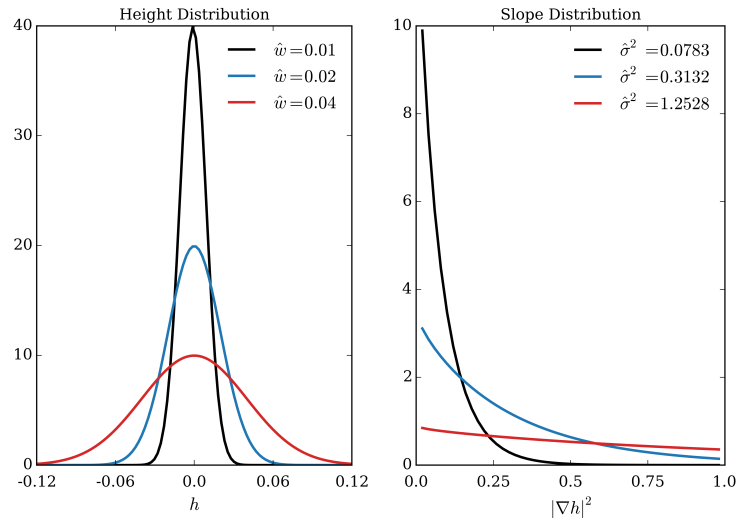 Height Distribution
40
30
20
10
0
-0.12
-0.06
0.0
0.06
0.12
h
ŵ=0.01
ŵ=0.02
ŵ=0.04
Slope Distribution
10
8
6
4
2
0
0.0
0.25
0.5
0.75
1.0
|∇h|²
σ̂² =0.0783
σ̂² =0.3132
σ̂² =1.2528